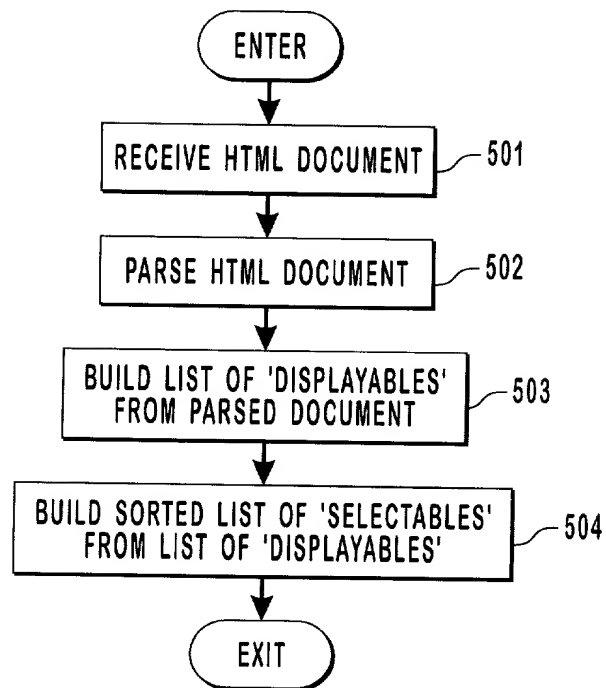 ENTER
RECEIVE HTML DOCUMENT
501
PARSE HTML DOCUMENT
502
BUILD LIST OF 'DISPLAYABLES'
FROM PARSED DOCUMENT
503
BUILD SORTED LIST OF 'SELECTABLES'
FROM LIST OF 'DISPLAYABLES'
504
EXIT